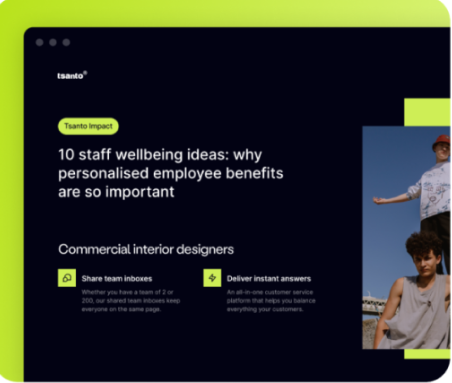 tsanto®
Tsanto Impact
10 staff wellbeing ideas: why
personalised employee benefits
are so important
Commercial interior designers
Share team inboxes
Whether you have a team of 2 or
200, our shared team inboxes keep
everyone on the same page.
Deliver instant answers
An all-in-one customer service
platform that helps you balance
everything your customers.